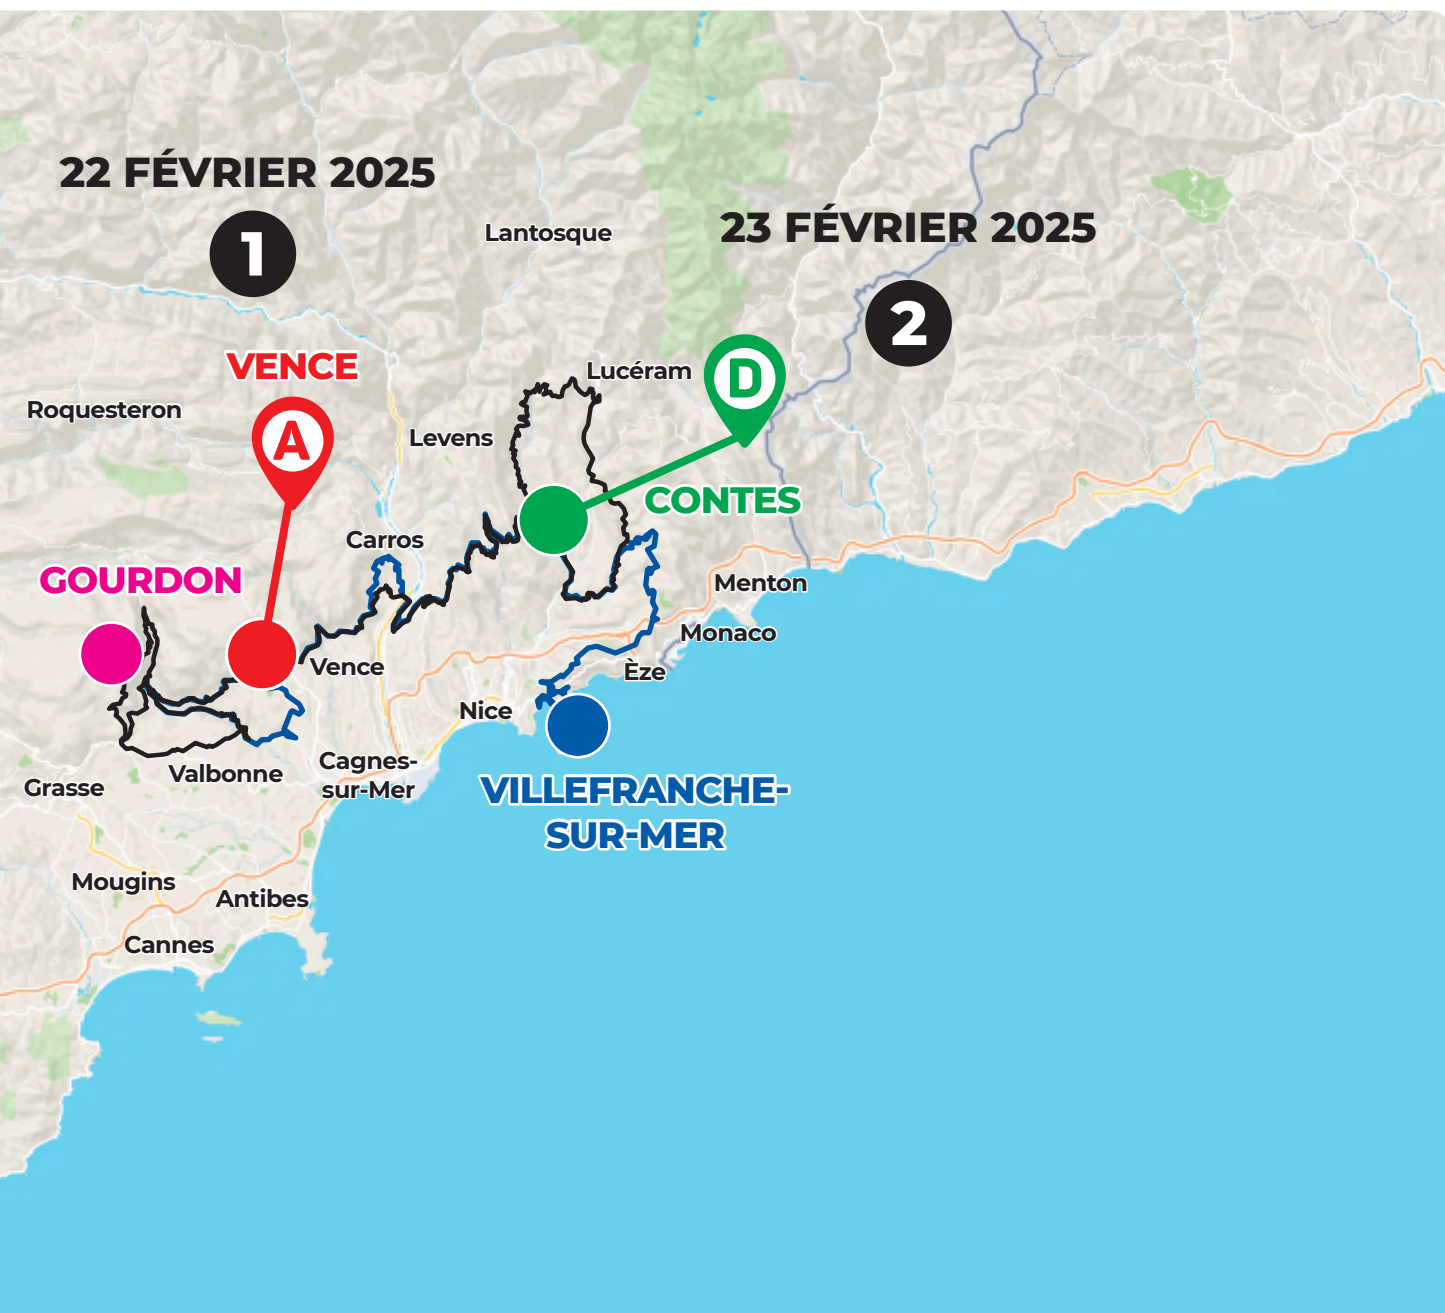 22 FÉVRIER 2025
1
23 FÉVRIER 2025
2
Lantosque
VENCE
A
Roquesteron
Lucéram
D
Levens
CONTES
Carros
GOURDON
Menton
Monaco
Vence
Èze
Nice
Valbonne
Cagnes-
sur-Mer
Grasse
VILLEFRANCHE-
SUR-MER
Mougins
Antibes
Cannes